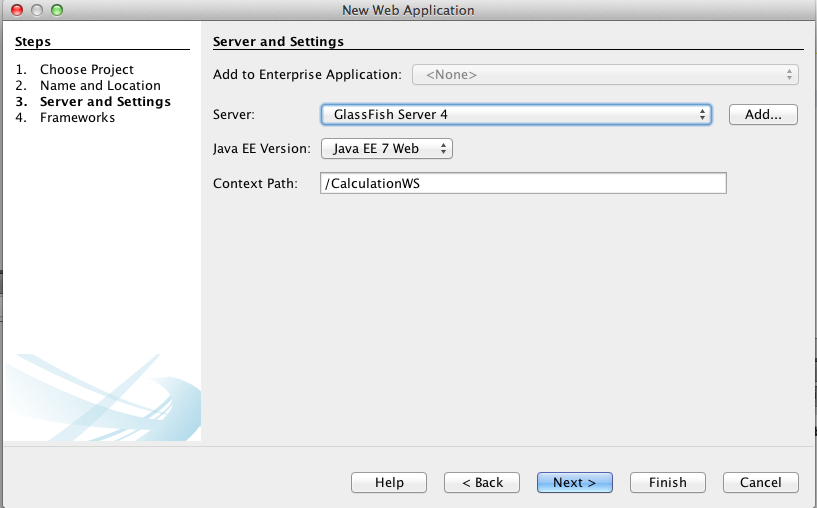 New Web Application
Steps
1. Choose Project
2. Name and Location
3. Server and Settings
4. Frameworks
Server and Settings
Add to Enterprise Application: <None>
Server: GlassFish Server 4 Add...
Java EE Version: Java EE 7 Web
Context Path: /CalculationWS
Help < Back Next > Finish Cancel